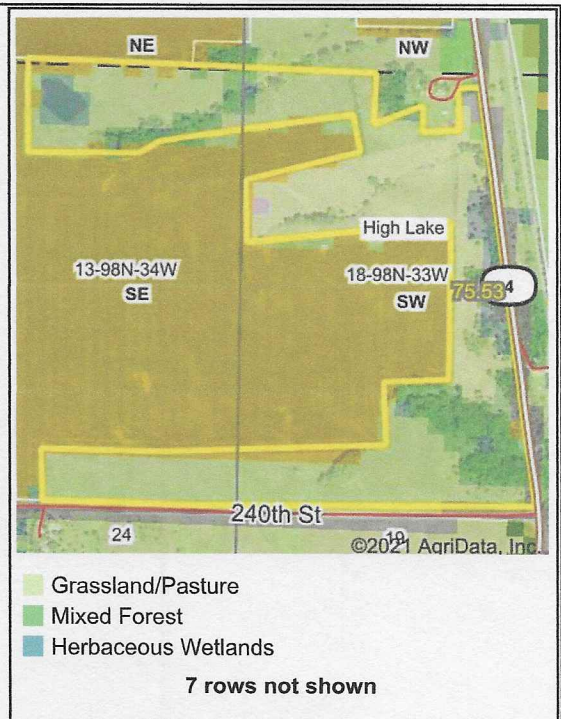 NE
NW
High Lake
13-98N-34W
SE
18-98N-33W
SW
75.53
4
240th St
24
19
©2021 AgriData, Inc.
Grassland/Pasture
Mixed Forest
Herbaceous Wetlands
7 rows not shown